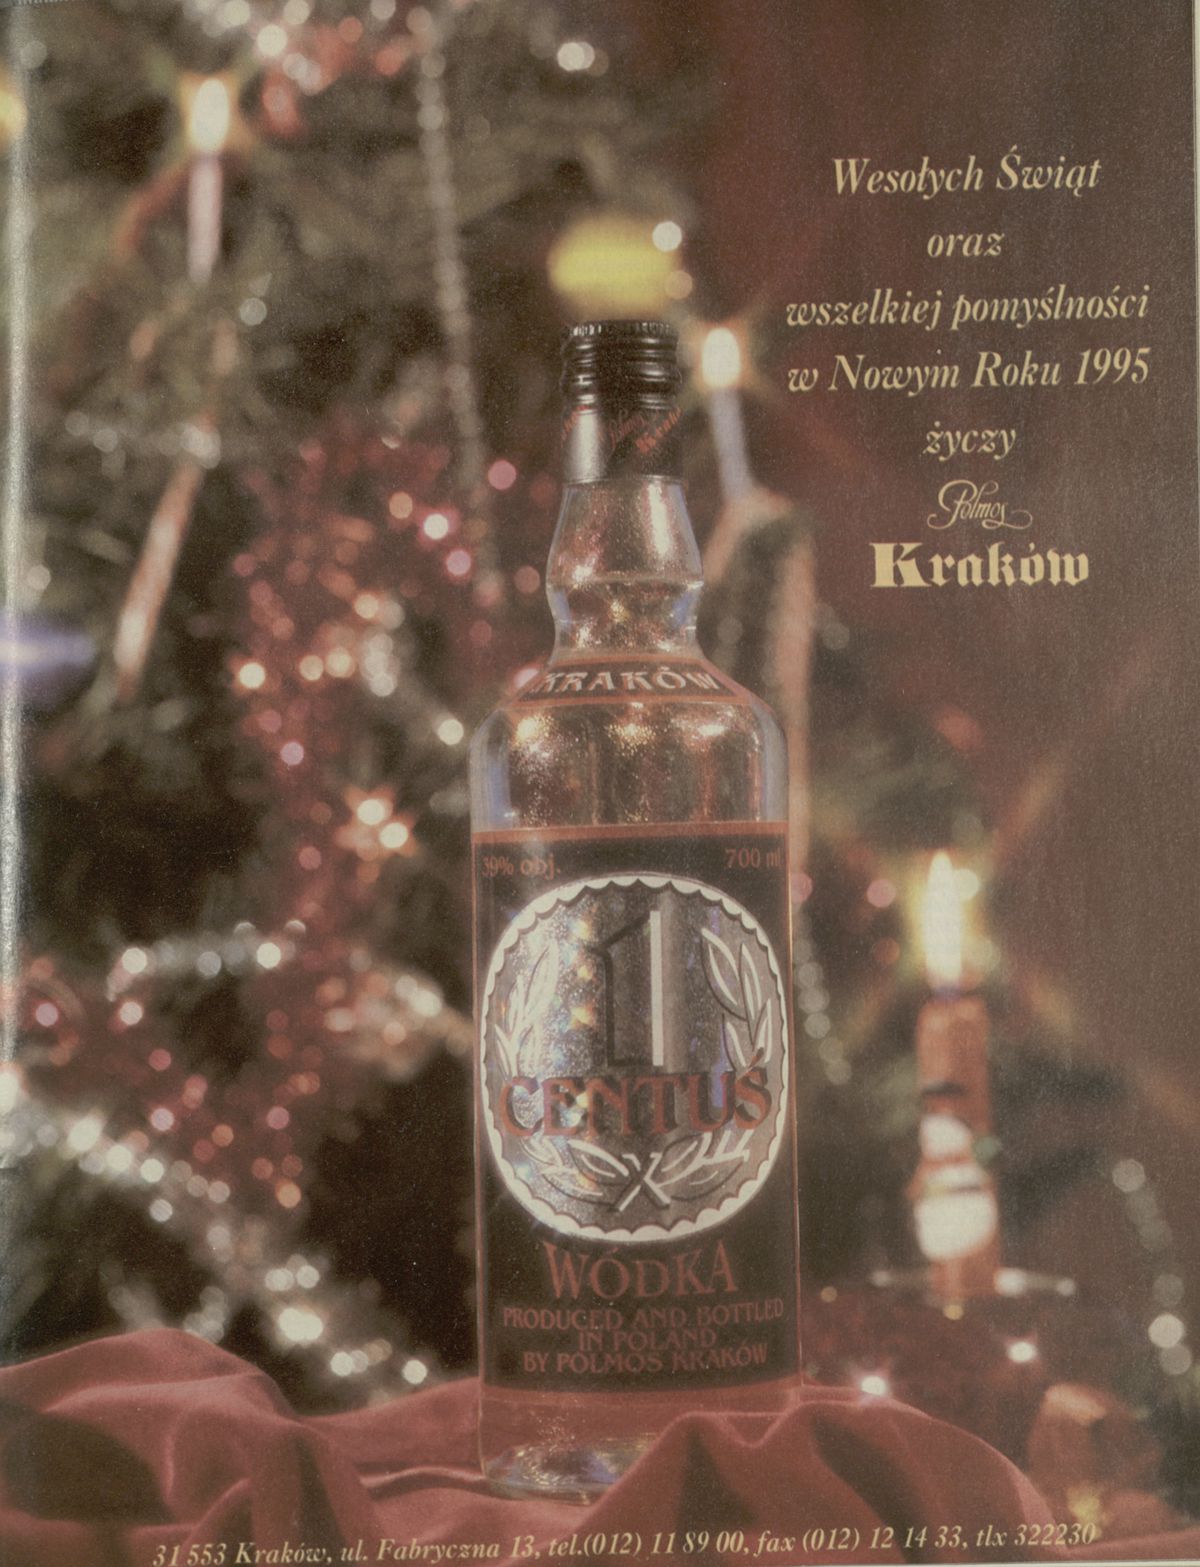 Wesołych Świąt
oraz
wszelkiej pomyślności
w Nowym Roku 1995
życzy
Polmos
Kraków
KRAKÓW
39% obj. 700 ml
1
CENTUŚ
WÓDKA
PRODUCED AND BOTTLED
IN POLAND
BY POLMOS KRAKÓW
31 553 Kraków, ul. Fabryczna 13, tel.(012) 11 89 00, fax (012) 12 14 33, tlx 322230